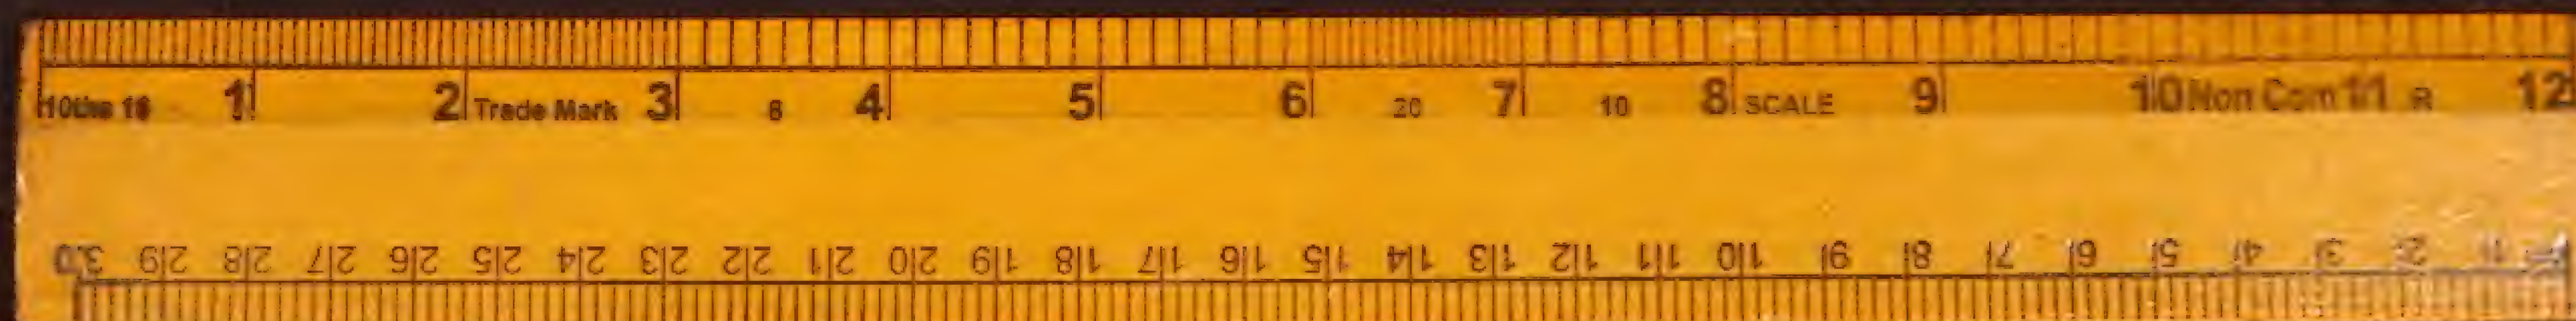 10ths 16 1 2 Trade Mark 3 8 4 5 6 20 7 10 8 SCALE 9 10 Non Com 11 R 12
1 2 3 4 5 6 7 8 9 10 11 12 13 14 15 16 17 18 19 20 21 22 23 24 25 26 27 28 29 30